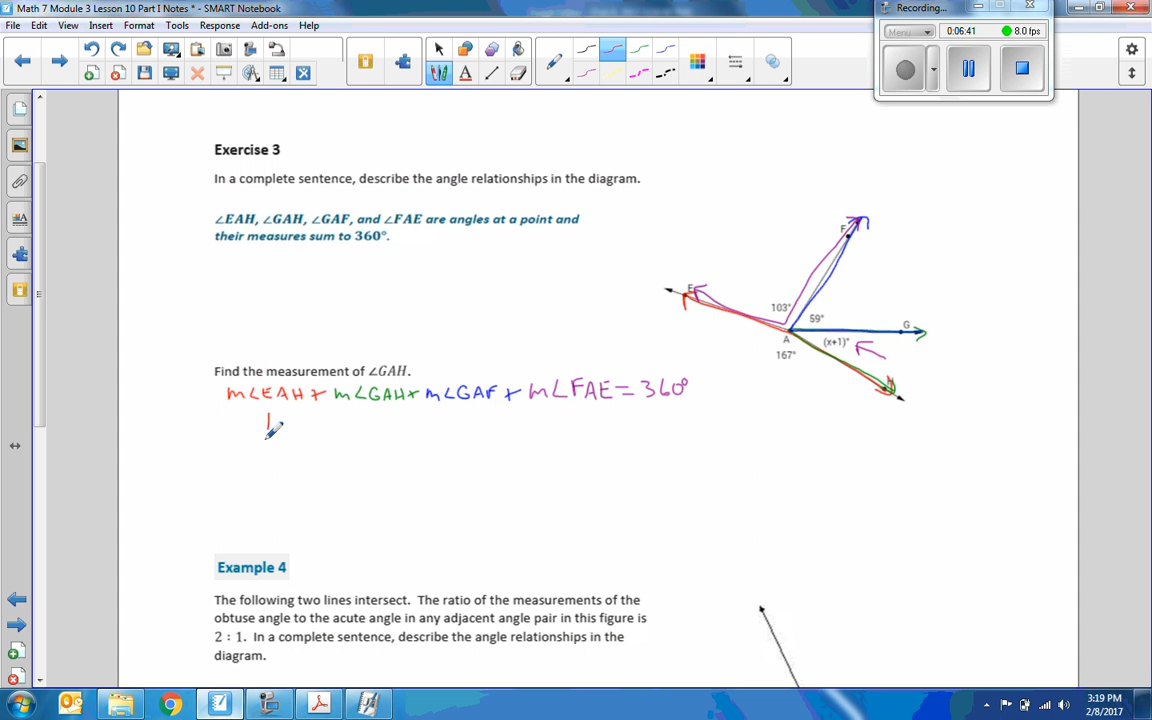 Math 7 Module 3 Lesson 10 Part I Notes * - SMART Notebook
Recording...
File Edit View Insert Format Tools Response Add-ons Help
Menu
0:06:41
8.0 fps
Exercise 3
In a complete sentence, describe the angle relationships in the diagram.
∠EAH, ∠GAH, ∠GAF, and ∠FAE are angles at a point and
their measures sum to 360°.
F
E
103°
59°
G
A
(x+1)°
167°
H
Find the measurement of ∠GAH.
m∠EAH + m∠GAH + m∠GAF + m∠FAE = 360°
1
Example 4
The following two lines intersect. The ratio of the measurements of the
obtuse angle to the acute angle in any adjacent angle pair in this figure is
2 : 1. In a complete sentence, describe the angle relationships in the
diagram.
3:19 PM
2/8/2017